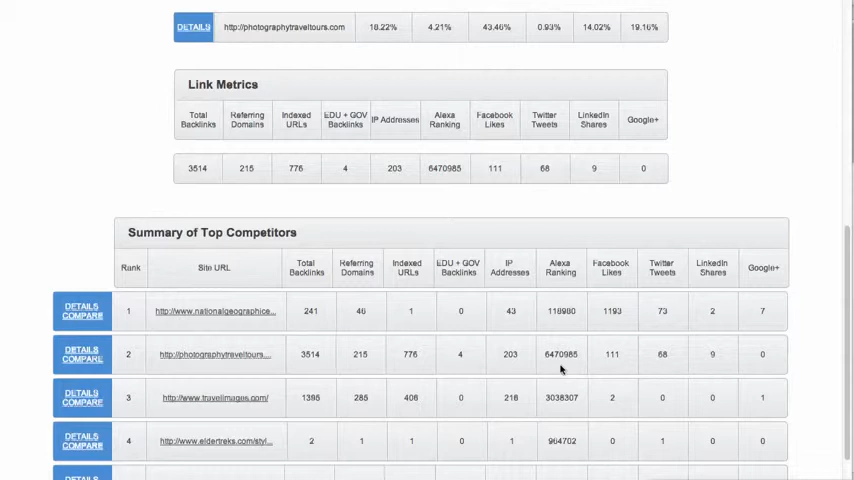 DETAILS http://photographytraveltours.com 18.22% 4.21% 43.46% 0.93% 14.02% 19.16%
Link Metrics
Total Backlinks Referring Domains Indexed URLs EDU + GOV Backlinks IP Addresses Alexa Ranking Facebook Likes Twitter Tweets LinkedIn Shares Google+
3514 215 776 4 203 6470985 111 68 9 0
Summary of Top Competitors
Rank Site URL Total Backlinks Referring Domains Indexed URLs EDU + GOV Backlinks IP Addresses Alexa Ranking Facebook Likes Twitter Tweets LinkedIn Shares Google+
DETAILS COMPARE 1 http://www.nationalgeographice... 241 46 1 0 43 118980 1193 73 2 7
DETAILS COMPARE 2 http://photographytraveltours.... 3514 215 776 4 203 6470985 111 68 9 0
DETAILS COMPARE 3 http://www.travelimages.com/ 1395 285 406 0 218 3038307 2 0 0 1
DETAILS COMPARE 4 http://www.eldertreks.com/styl... 2 1 1 0 1 964702 0 1 0 0
DETAILS